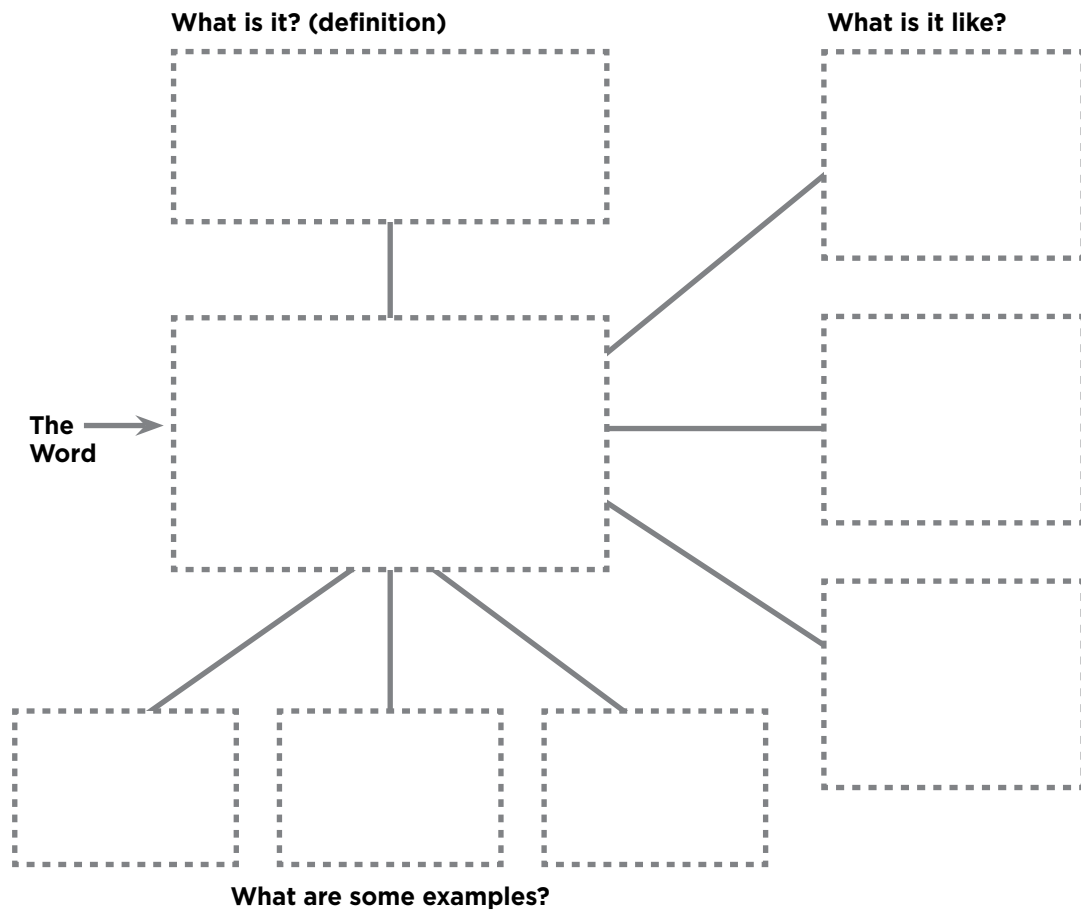 What is it? (definition)
What is it like?
The
Word
What are some examples?